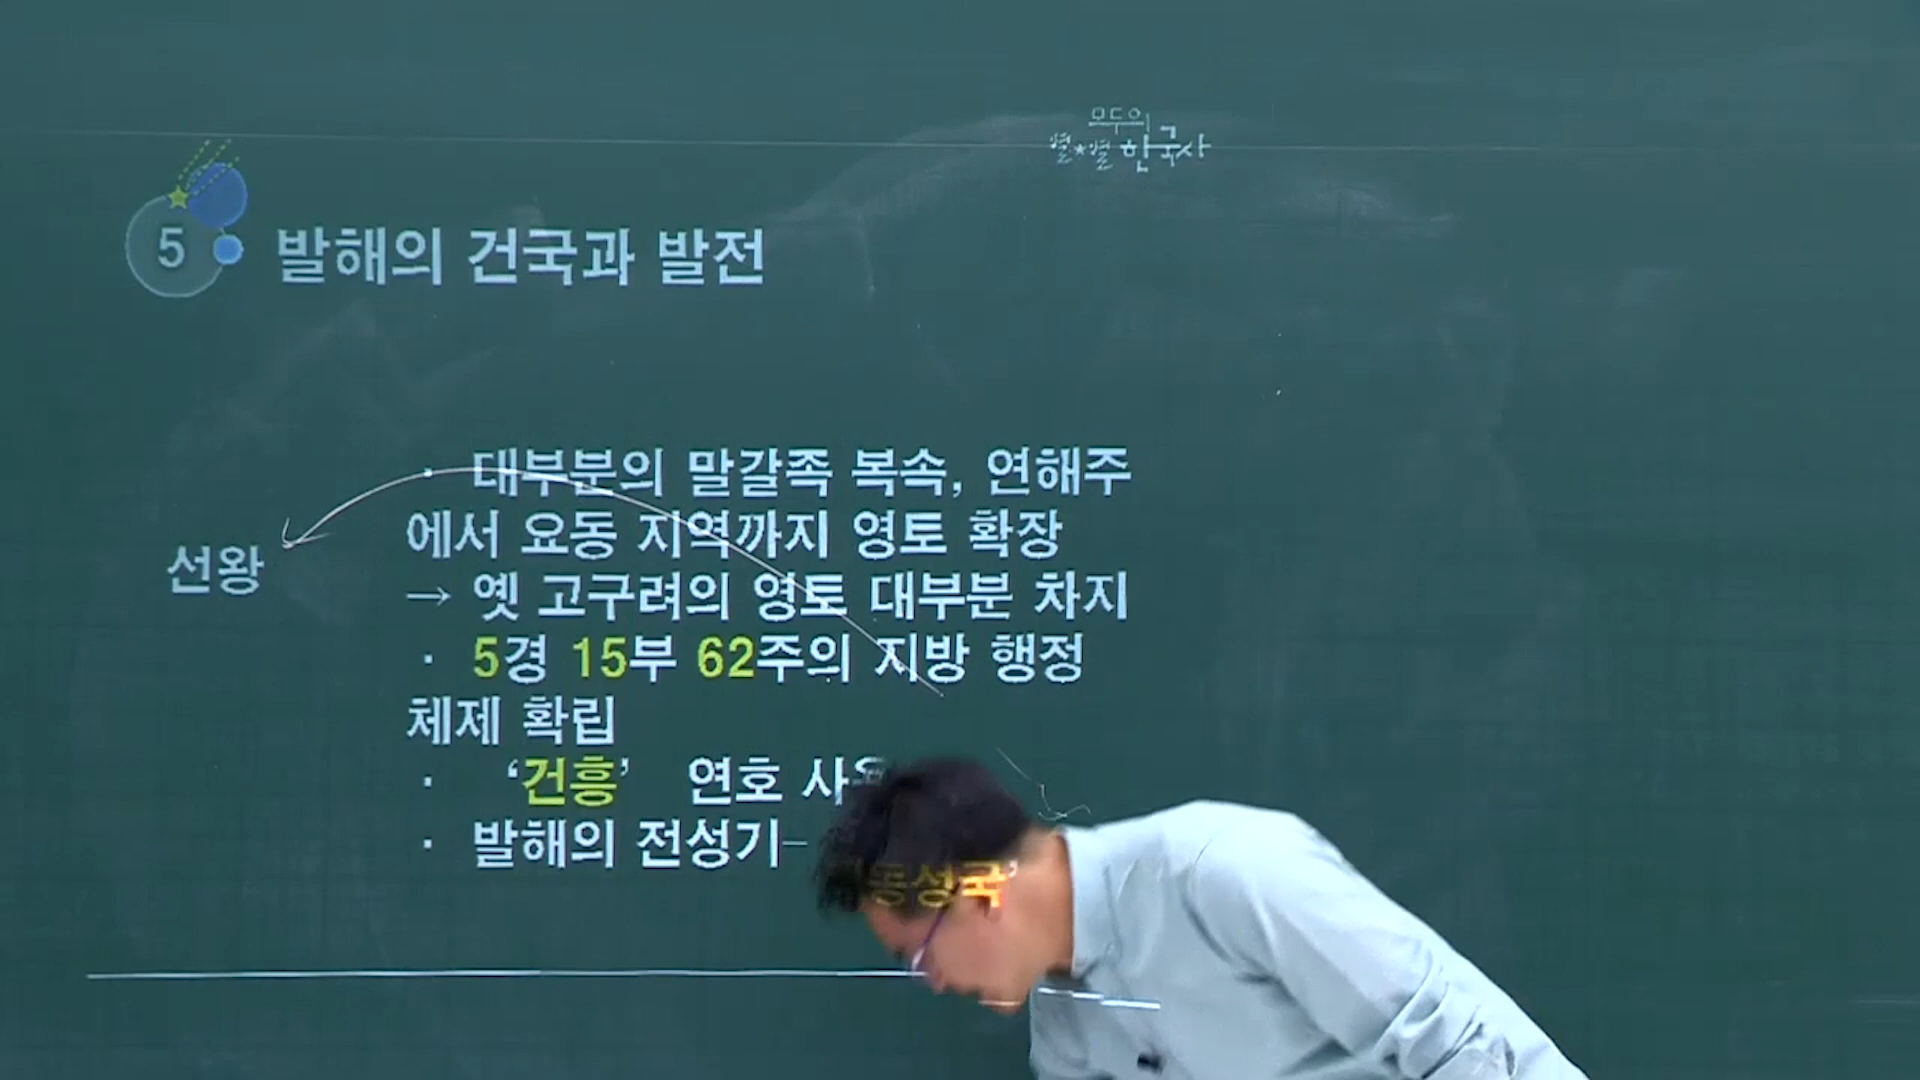 모두의
별★별 한국사
5 발해의 건국과 발전
· 대부분의 말갈족 복속, 연해주
에서 요동 지역까지 영토 확장
선왕
→ 옛 고구려의 영토 대부분 차지
· 5경 15부 62주의 지방 행정
체제 확립
· ‘건흥’ 연호
· 발해의 전성기-
동성국’